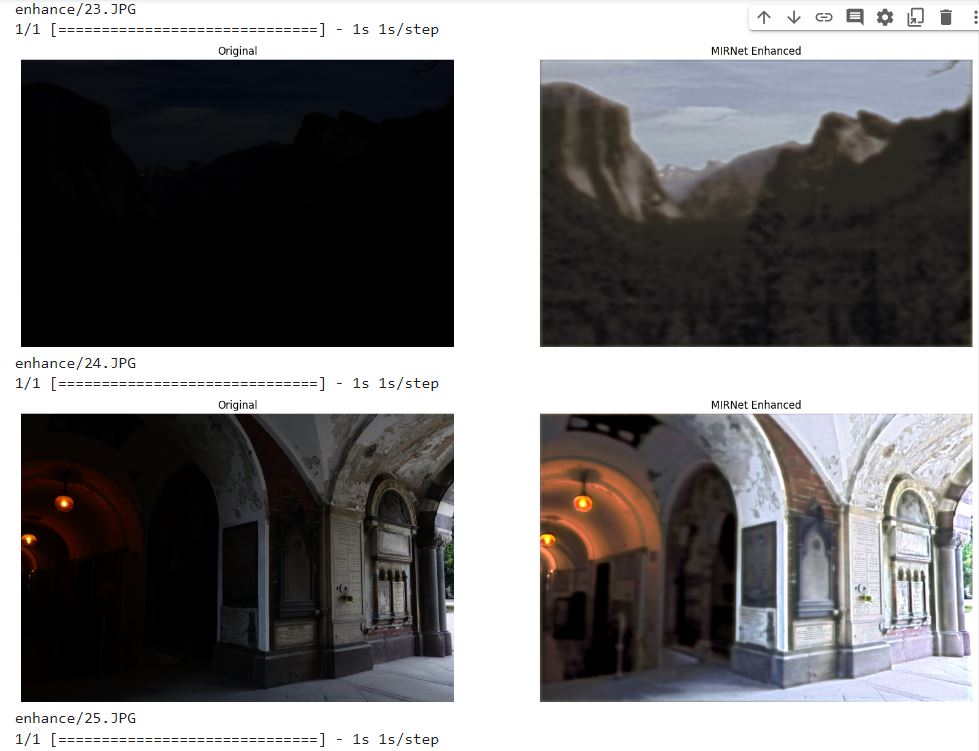 enhance/23.JPG
1/1 [==============================] - 1s 1s/step
Original
MIRNet Enhanced
enhance/24.JPG
1/1 [==============================] - 1s 1s/step
Original
MIRNet Enhanced
enhance/25.JPG
1/1 [==============================] - 1s 1s/step